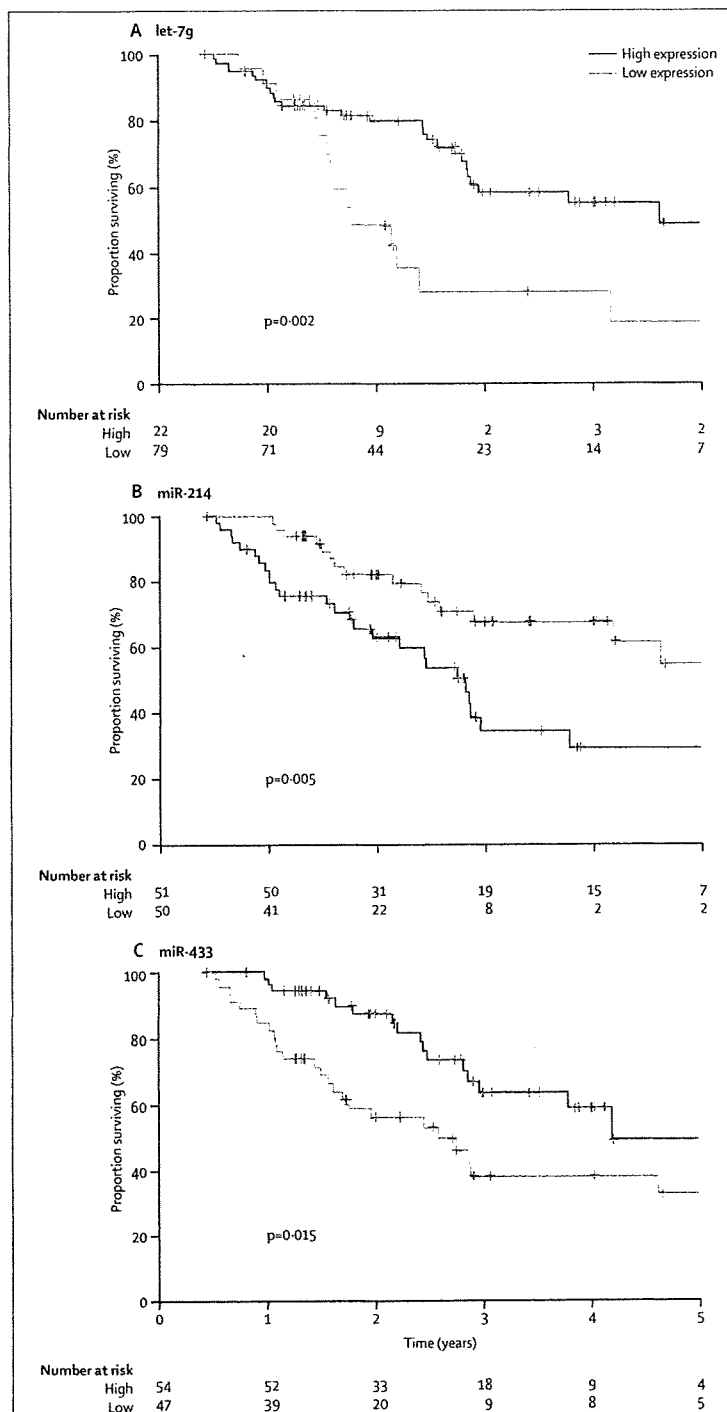 A let-7g
High expression
Low expression
Proportion surviving (%)
100
80
60
40
20
0
p=0·002
Number at risk
High 22 20 9 2 3 2
Low 79 71 44 23 14 7
B miR-214
Proportion surviving (%)
100
80
60
40
20
0
p=0·005
Number at risk
High 51 50 31 19 15 7
Low 50 41 22 8 2 2
C miR-433
Proportion surviving (%)
100
80
60
40
20
0
p=0·015
0 1 2 3 4 5
Time (years)
Number at risk
High 54 52 33 18 9 4
Low 47 39 20 9 8 5